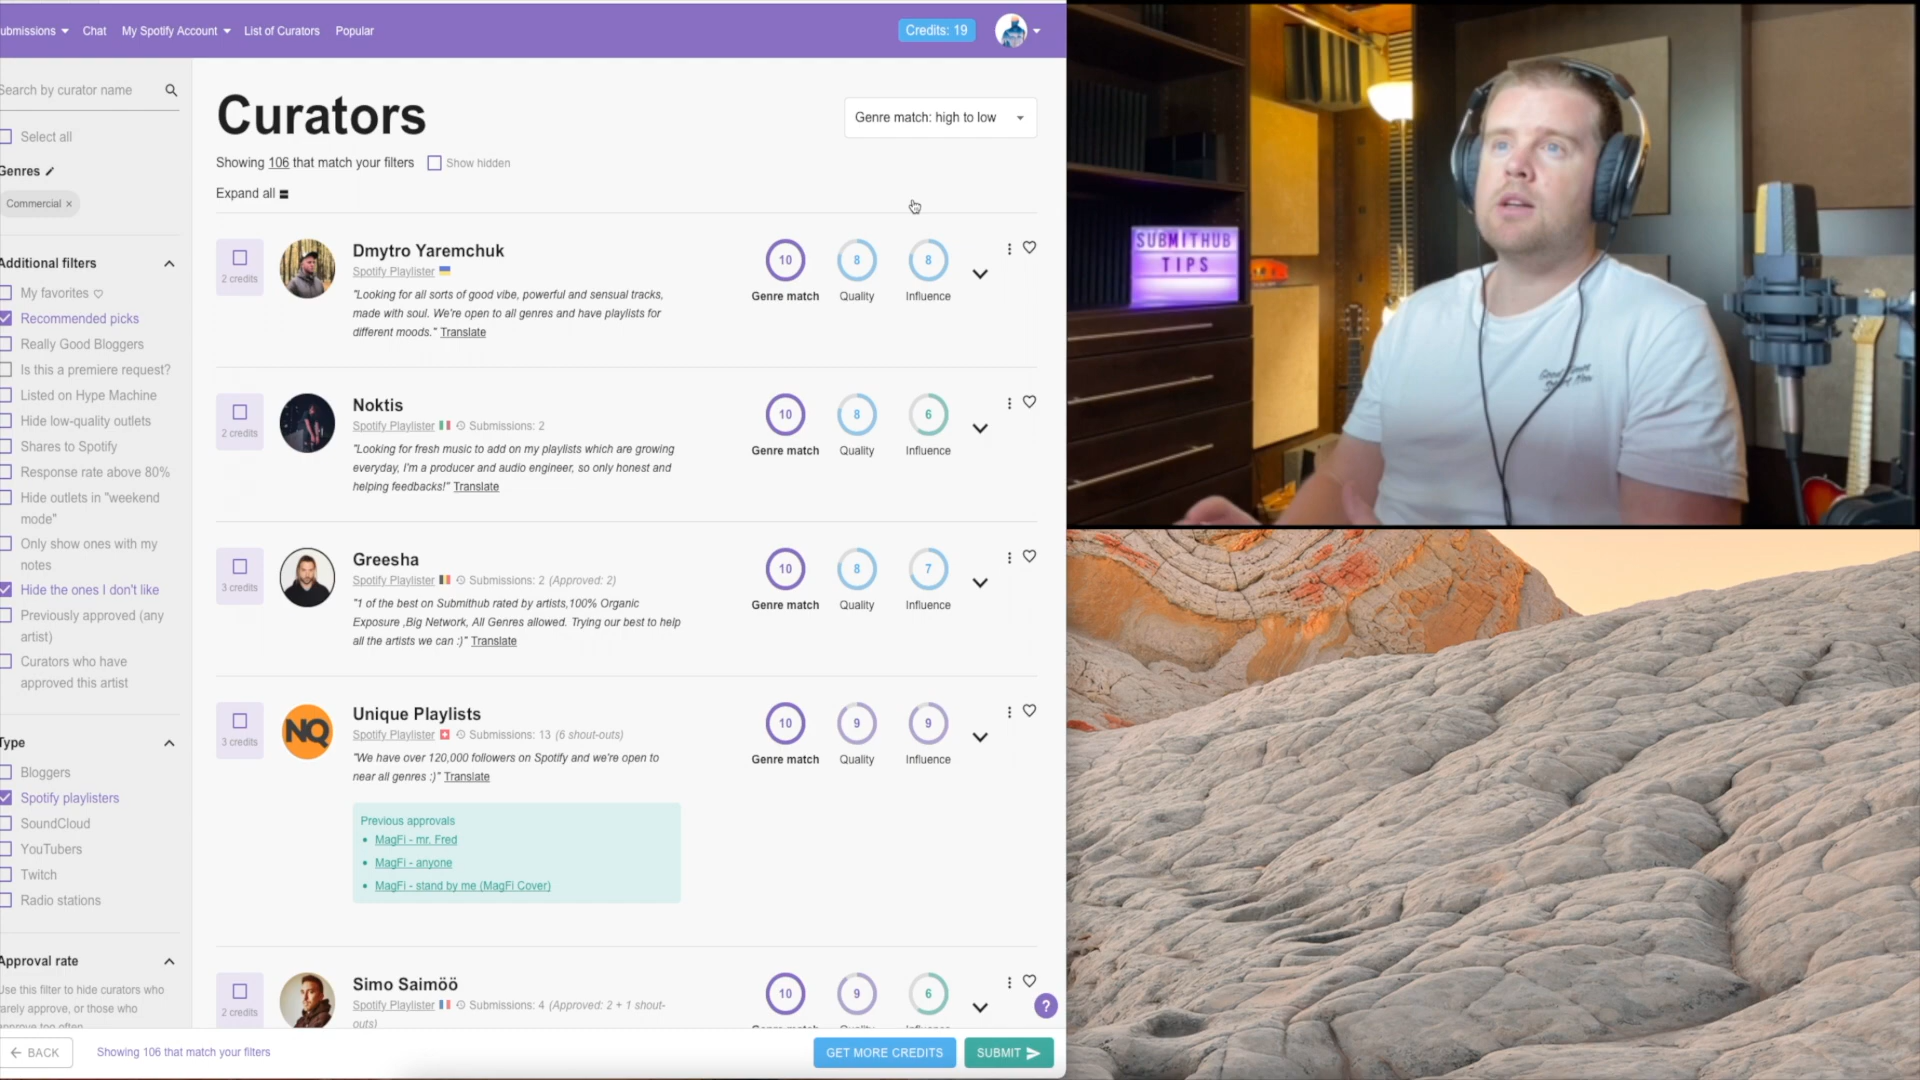 ubmissions
Chat
My Spotify Account
List of Curators
Popular
Credits: 19
Search by curator name
Select all
Genres
Commercial ×
Additional filters
My favorites
Recommended picks
Really Good Bloggers
Is this a premiere request?
Listed on Hype Machine
Hide low-quality outlets
Shares to Spotify
Response rate above 80%
Hide outlets in "weekend
mode"
Only show ones with my
notes
Hide the ones I don't like
Previously approved (any
artist)
Curators who have
approved this artist
Type
Bloggers
Spotify playlisters
SoundCloud
YouTubers
Twitch
Radio stations
Approval rate
Use this filter to hide curators who
rarely approve, or those who
approve too often
Curators
Genre match: high to low
Showing 106 that match your filters
Show hidden
Expand all
2 credits
Dmytro Yaremchuk
Spotify Playlister
"Looking for all sorts of good vibe, powerful and sensual tracks,
made with soul. We're open to all genres and have playlists for
different moods." Translate
10 8 8
Genre match Quality Influence
2 credits
Noktis
Spotify Playlister Submissions: 2
"Looking for fresh music to add on my playlists which are growing
everyday, I'm a producer and audio engineer, so only honest and
helping feedbacks!" Translate
10 8 6
Genre match Quality Influence
3 credits
Greesha
Spotify Playlister Submissions: 2 (Approved: 2)
"1 of the best on Submithub rated by artists,100% Organic
Exposure ,Big Network, All Genres allowed. Trying our best to help
all the artists we can :)" Translate
10 8 7
Genre match Quality Influence
3 credits
NQ
Unique Playlists
Spotify Playlister Submissions: 13 (6 shout-outs)
"We have over 120,000 followers on Spotify and we're open to
near all genres :)" Translate
10 9 9
Genre match Quality Influence
Previous approvals
• MagFi - mr. Fred
• MagFi - anyone
• MagFi - stand by me (MagFi Cover)
2 credits
Simo Saimöö
Spotify Playlister Submissions: 4 (Approved: 2 + 1 shout-
outs)
10 9 6
Genre match Quality Influence
?
BACK
Showing 106 that match your filters
GET MORE CREDITS
SUBMIT
SUBMITHUB
TIPS